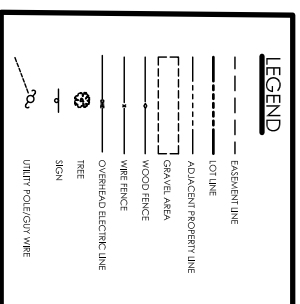 LEGEND
EASEMENT LINE
LOT LINE
ADJACENT PROPERTY LINE
GRAVEL AREA
WOOD FENCE
WIRE FENCE
OVERHEAD ELECTRIC LINE
TREE
SIGN
UTILITY POLE/GUY WIRE